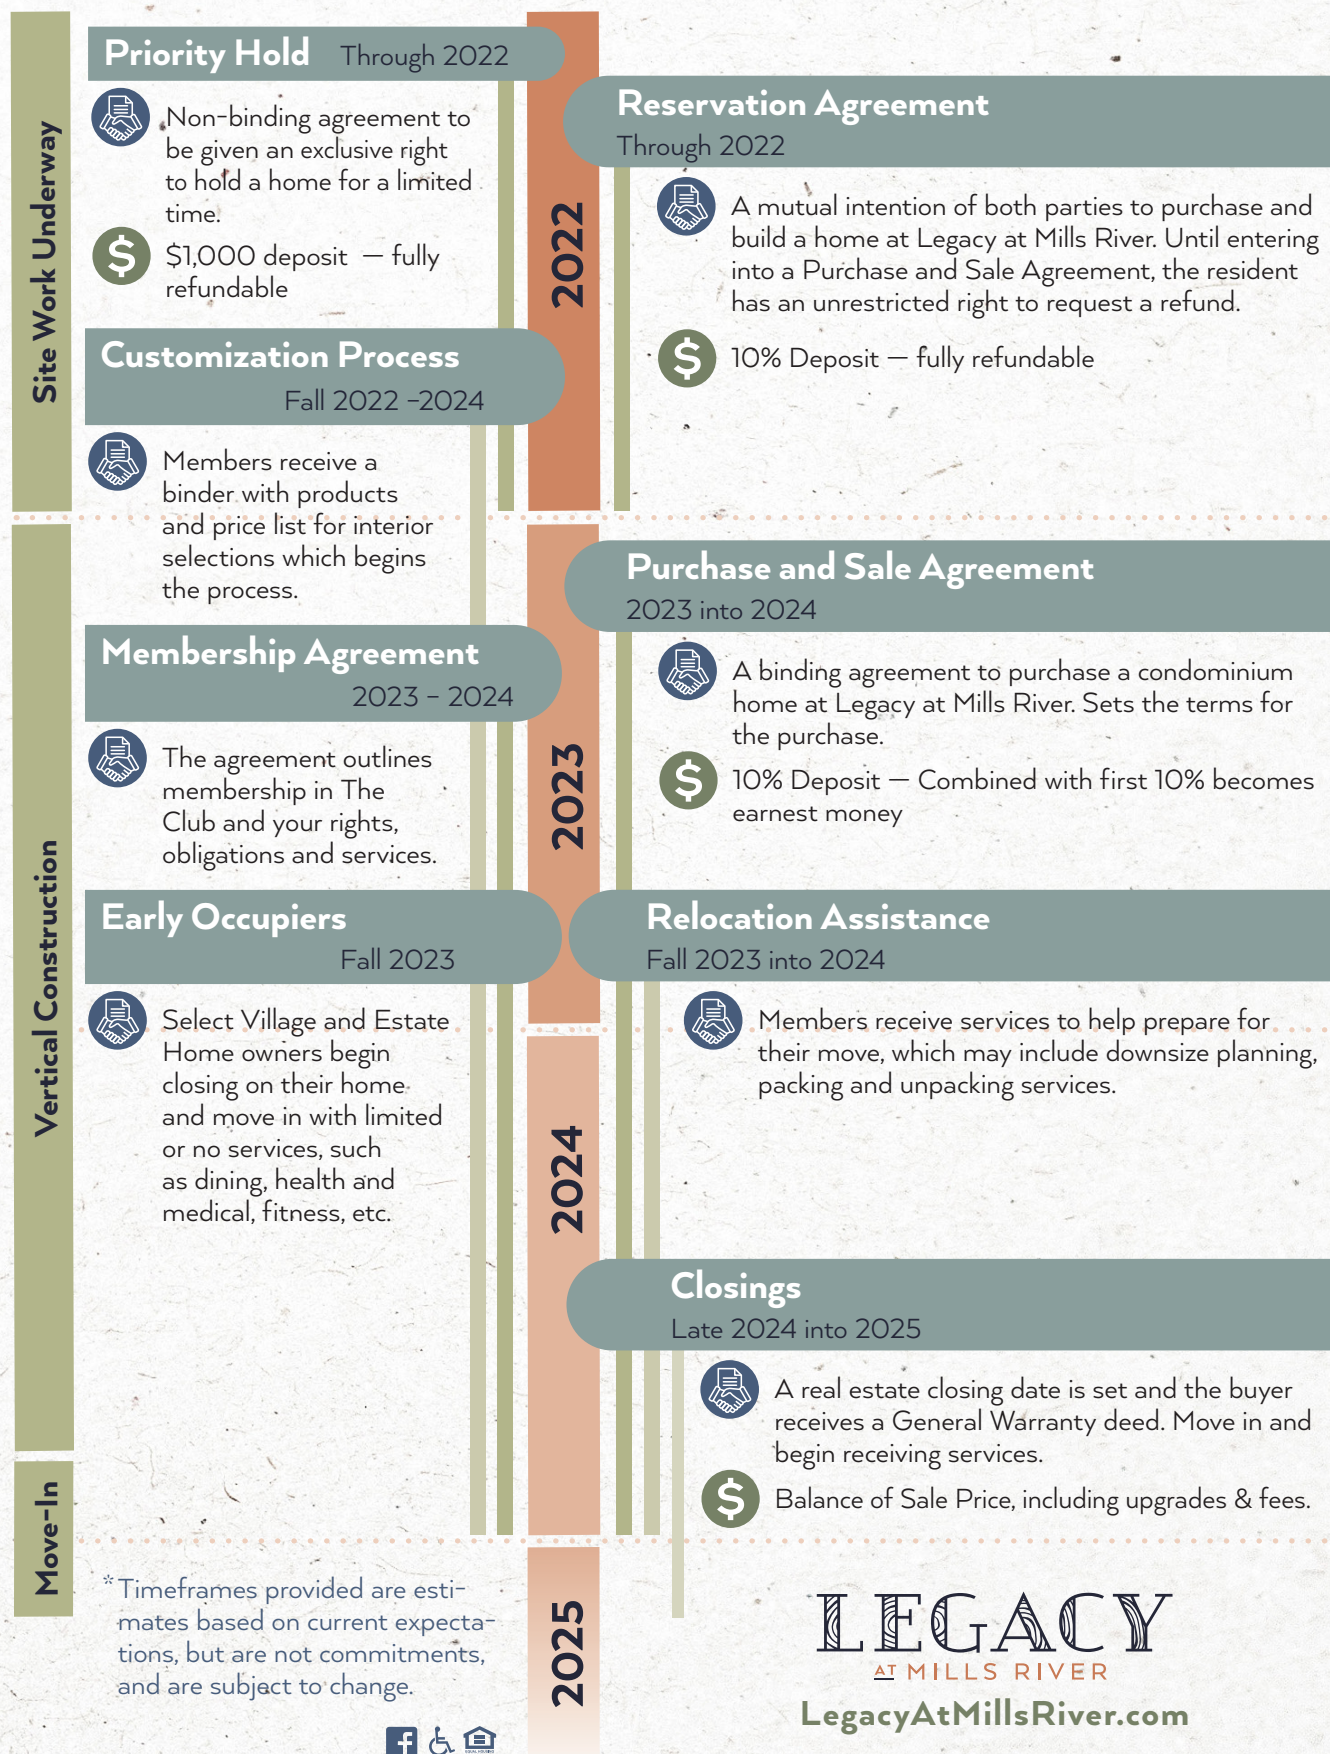 Site Work Underway
Priority Hold Through 2022
Non-binding agreement to
be given an exclusive right
to hold a home for a limited
time.
$1,000 deposit — fully
refundable
2022
Reservation Agreement
Through 2022
A mutual intention of both parties to purchase and
build a home at Legacy at Mills River. Until entering
into a Purchase and Sale Agreement, the resident
has an unrestricted right to request a refund.
10% Deposit — fully refundable
Customization Process
Fall 2022 –2024
Members receive a
binder with products
and price list for interior
selections which begins
the process.
Vertical Construction
2023
Purchase and Sale Agreement
2023 into 2024
A binding agreement to purchase a condominium
home at Legacy at Mills River. Sets the terms for
the purchase.
10% Deposit — Combined with first 10% becomes
earnest money
Membership Agreement
2023 – 2024
The agreement outlines
membership in The
Club and your rights,
obligations and services.
Early Occupiers
Fall 2023
Select Village and Estate
Home owners begin
closing on their home
and move in with limited
or no services, such
as dining, health and
medical, fitness, etc.
Relocation Assistance
Fall 2023 into 2024
Members receive services to help prepare for
their move, which may include downsize planning,
packing and unpacking services.
2024
Closings
Late 2024 into 2025
A real estate closing date is set and the buyer
receives a General Warranty deed. Move in and
begin receiving services.
Balance of Sale Price, including upgrades & fees.
Move-In
*Timeframes provided are esti-
mates based on current expecta-
tions, but are not commitments,
and are subject to change.
2025
LEGACY
AT MILLS RIVER
LegacyAtMillsRiver.com